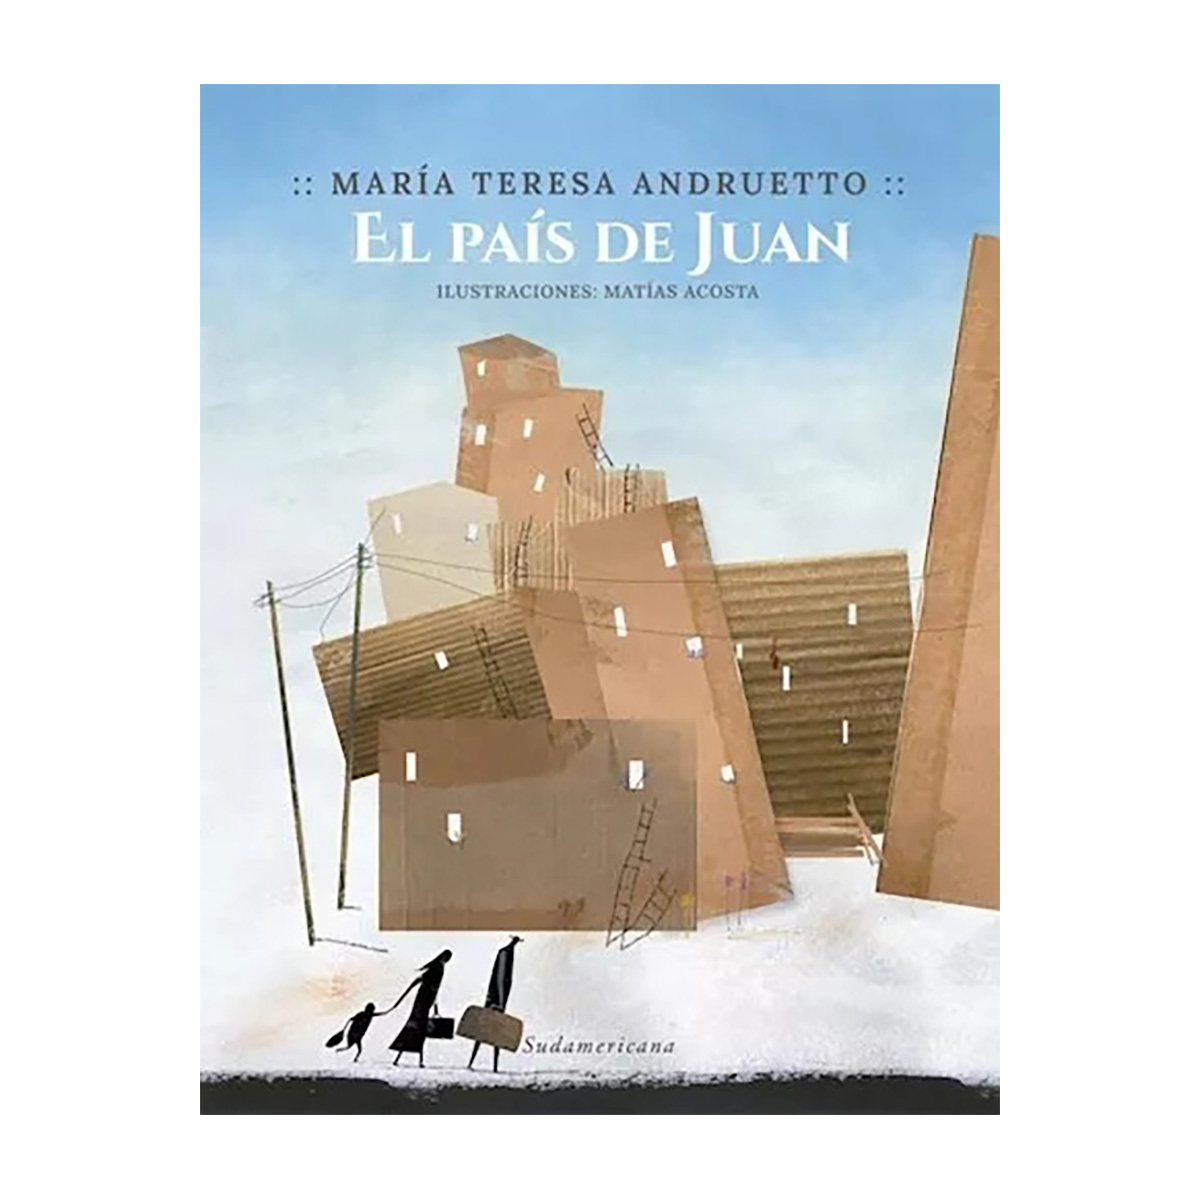 :: MARÍA TERESA ANDRUETTO ::
EL PAÍS DE JUAN
ILUSTRACIONES: MATÍAS ACOSTA
Sudamericana